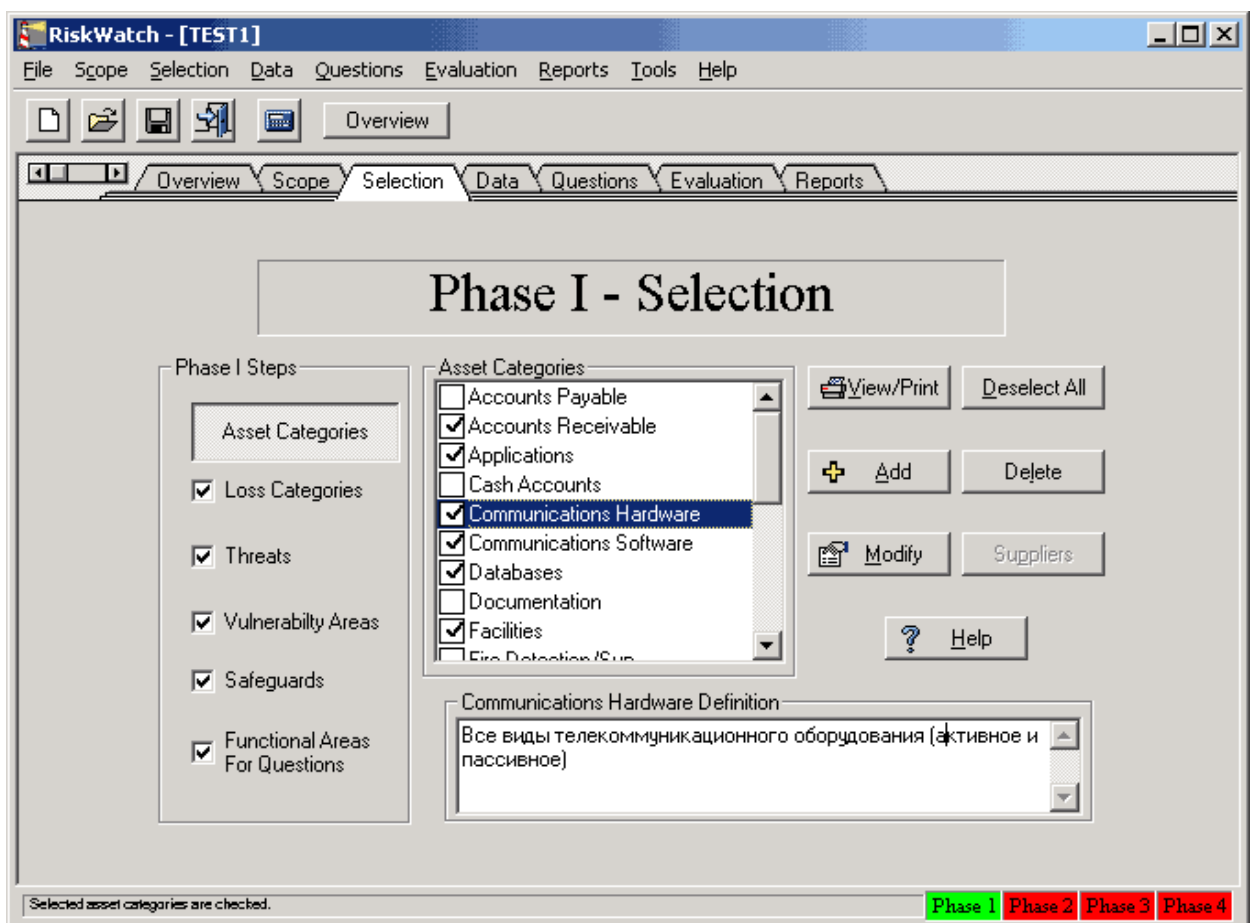 RiskWatch - [TEST1]
File Scope Selection Data Questions Evaluation Reports Tools Help
Overview
Overview Scope Selection Data Questions Evaluation Reports
Phase I - Selection
Phase I Steps
Asset Categories
Loss Categories
Threats
Vulnerabilty Areas
Safeguards
Functional Areas
For Questions
Asset Categories
Accounts Payable
Accounts Receivable
Applications
Cash Accounts
Communications Hardware
Communications Software
Databases
Documentation
Facilities
Fire Detection/Sup
View/Print
Deselect All
Add
Delete
Modify
Suppliers
? Help
Communications Hardware Definition
Все виды телекоммуникационного оборудования (активное и
пассивное)
Selected asset categories are checked.
Phase 1 Phase 2 Phase 3 Phase 4